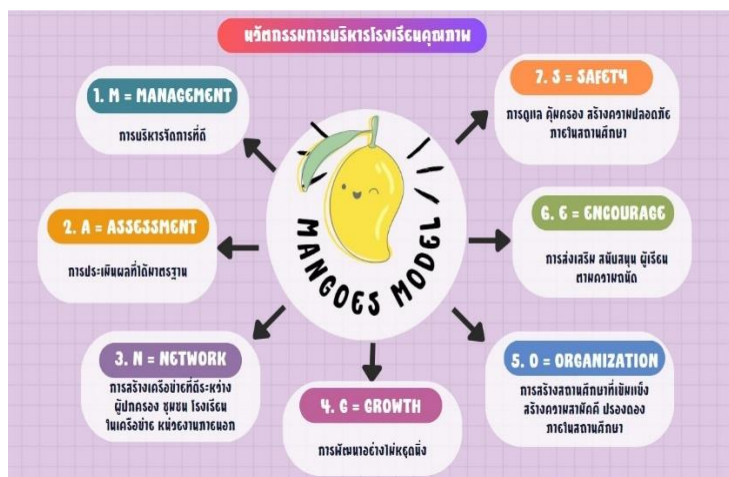 นวัตกรรมการบริหารโรงเรียนคุณภาพ
1. M = MANAGEMENT
การบริหารจัดการที่ดี
2. A = ASSESSMENT
การประเมินผลที่ได้มาตรฐาน
3. N = NETWORK
การสร้างเครือข่ายที่ดีระหว่าง
ผู้ปกครอง ชุมชน โรงเรียน
ในเครือข่าย หน่วยงานภายนอก
4. G = GROWTH
การพัฒนาอย่างไม่หยุดนิ่ง
5. O = ORGANIZATION
การสร้างสถานศึกษาที่เข้มแข็ง
สร้างความสามัคคี ปรองดอง
ภายในสถานศึกษา
6. E = ENCOURAGE
การส่งเสริม สนับสนุน ผู้เรียน
ตามความถนัด
7. S = SAFETY
การดูแล คุ้มครอง สร้างความปลอดภัย
ภายในสถานศึกษา
MANGOES MODEL